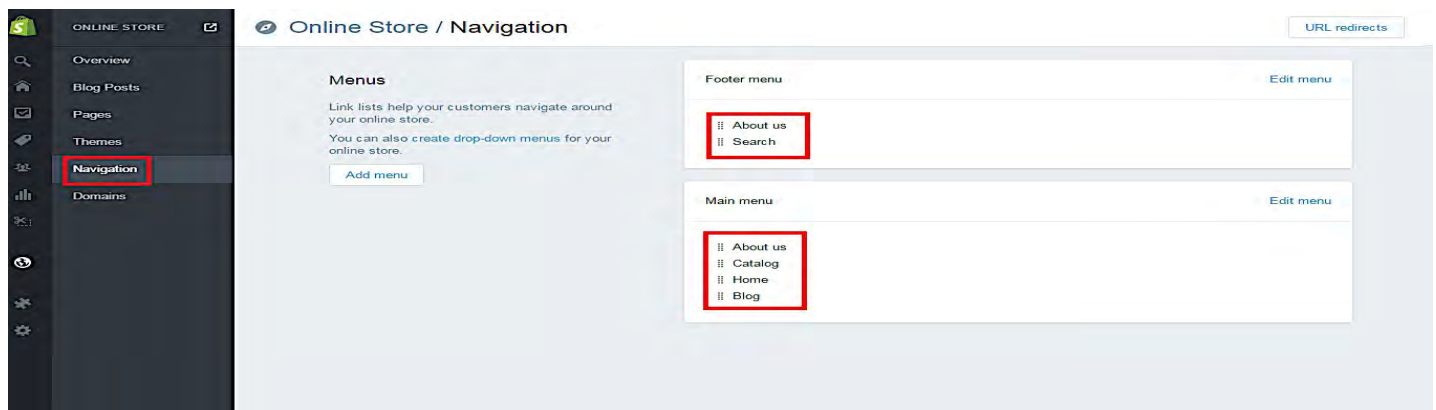 ONLINE STORE
Overview
Blog Posts
Pages
Themes
Navigation
Domains
Online Store / Navigation
URL redirects
Menus
Link lists help your customers navigate around
your online store.
You can also create drop-down menus for your
online store.
Add menu
Footer menu
Edit menu
About us
Search
Main menu
Edit menu
About us
Catalog
Home
Blog